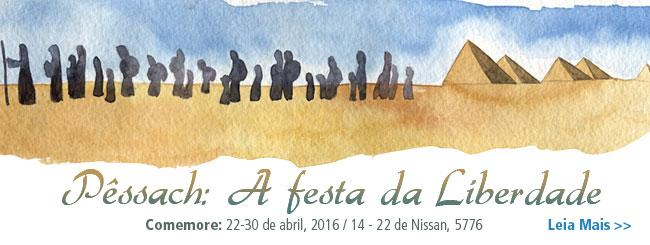 Pêssach: A festa da Liberdade
Comemore: 22-30 de abril, 2016 / 14 - 22 de Nissan, 5776 Leia Mais >>